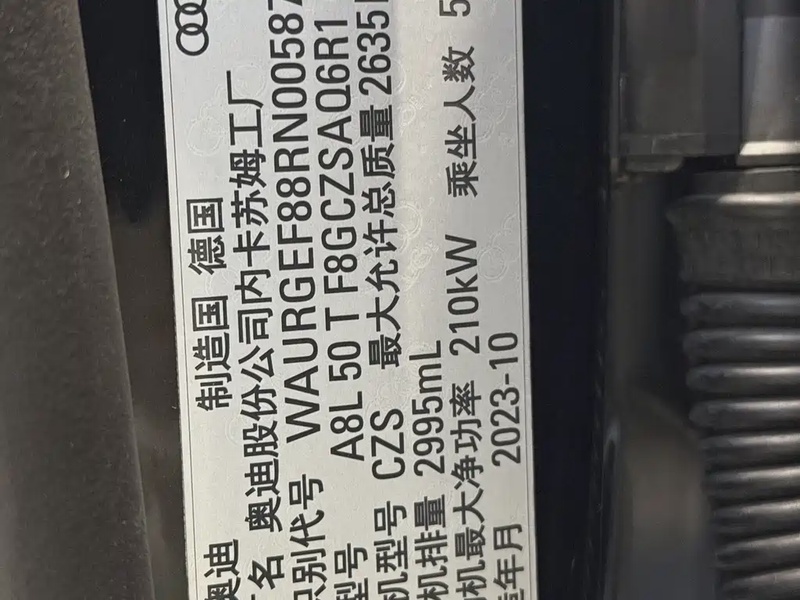 奥迪 制造国 德国
名 奥迪股份公司内卡苏姆工厂
识别代号 WAURGEF88RN00587
型号 A8L 50 T F8GCZSAQ6R1
机型号 CZS 最大允许总质量 2635
机排量 2995mL
机最大净功率 210kW 乘坐人数 5
造年月 2023-10